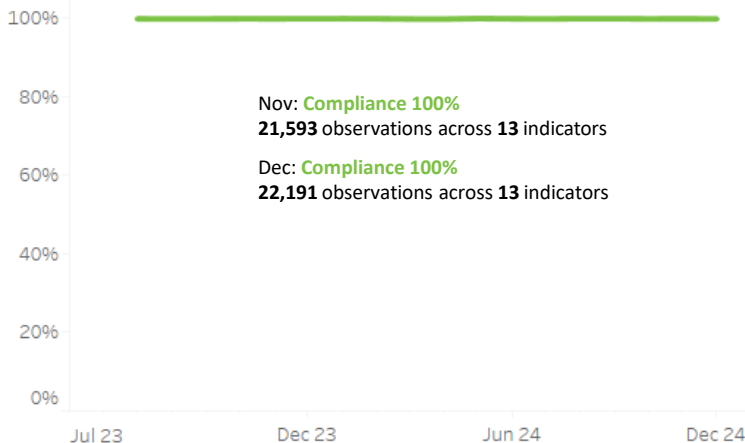 100%
80%
Nov: Compliance 100%
21,593 observations across 13 indicators
Dec: Compliance 100%
60%
22,191 observations across 13 indicators
40%
20%
0%
Jul 23 Dec 23 Jun 24 Dec 24